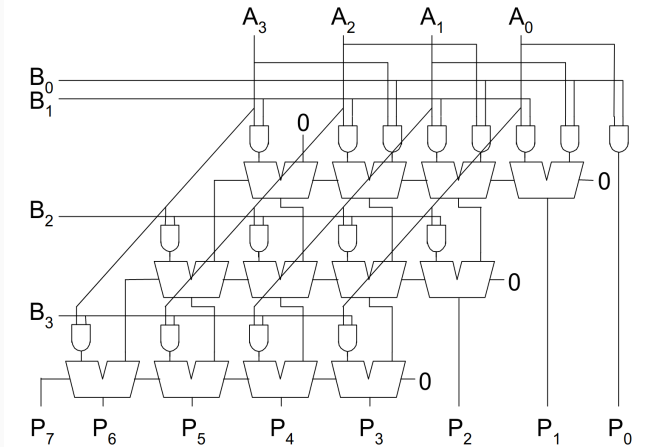 A₃ A₂ A₁ A₀
B₀
B₁
0
0
B₂
0
B₃
0
P₇ P₆ P₅ P₄ P₃ P₂ P₁ P₀